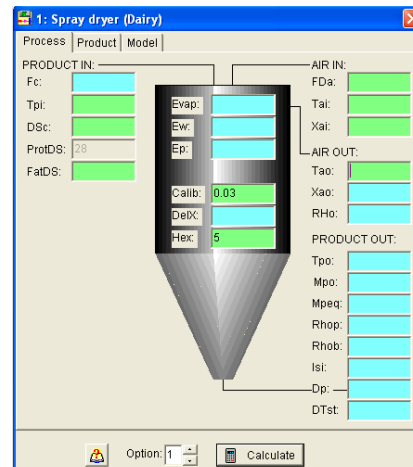 1: Spray dryer (Dairy)
Process Product Model
PRODUCT IN:
Fc:
Tpi:
DSc:
ProtDS: 28
FatDS:
Evap:
Ew:
Ep:
Calib: 0.03
DelX:
Hex: 5
AIR IN:
FDa:
Tai:
Xai:
AIR OUT:
Tao:
Xao:
RHo:
PRODUCT OUT:
Tpo:
Mpo:
Mpeq:
Rhop:
Rhob:
Isi:
Dp:
DTst:
Option: 1 Calculate